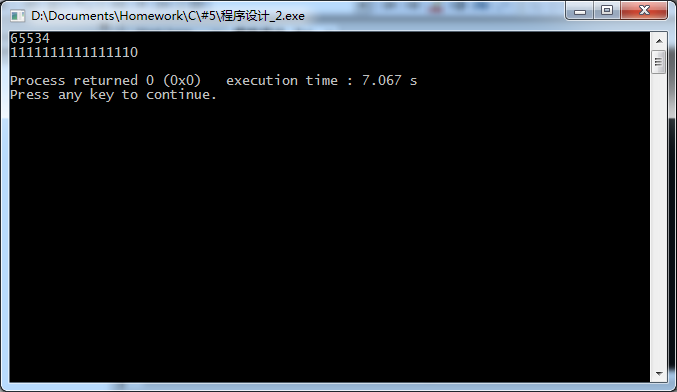 D:\Documents\Homework\C\#5\程序设计_2.exe
65534
1111111111111110
Process returned 0 (0x0)   execution time : 7.067 s
Press any key to continue.